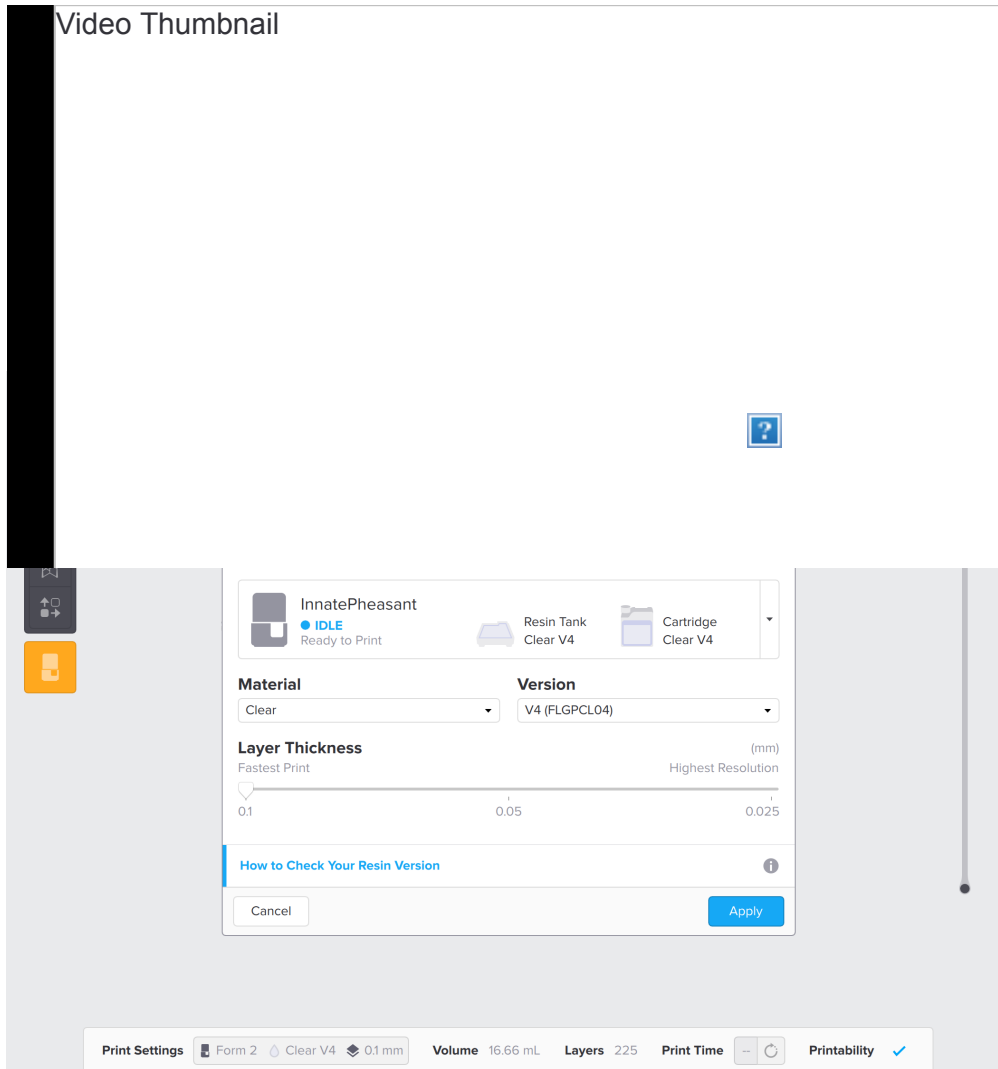 Video Thumbnail
?
InnatePheasant
IDLE
Ready to Print
Resin Tank
Clear V4
Cartridge
Clear V4
Material
Version
Clear
V4 (FLGPCL04)
Layer Thickness
(mm)
Fastest Print
Highest Resolution
0.1
0.05
0.025
How to Check Your Resin Version
i
Cancel
Apply
Print Settings Form 2 Clear V4 0.1 mm Volume 16.66 mL Layers 225 Print Time -- Printability